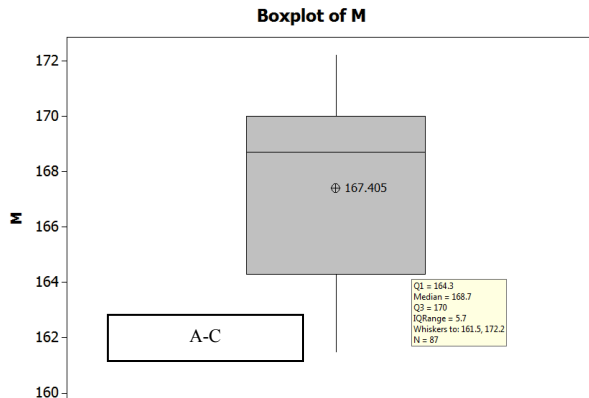 Boxplot of M
172
170
168
167.405
M
166
164
Q1 = 164.3
Median = 168.7
Q3 = 170
IQRange = 5.7
Whiskers to: 161.5, 172.2
N = 87
A-C
162
160